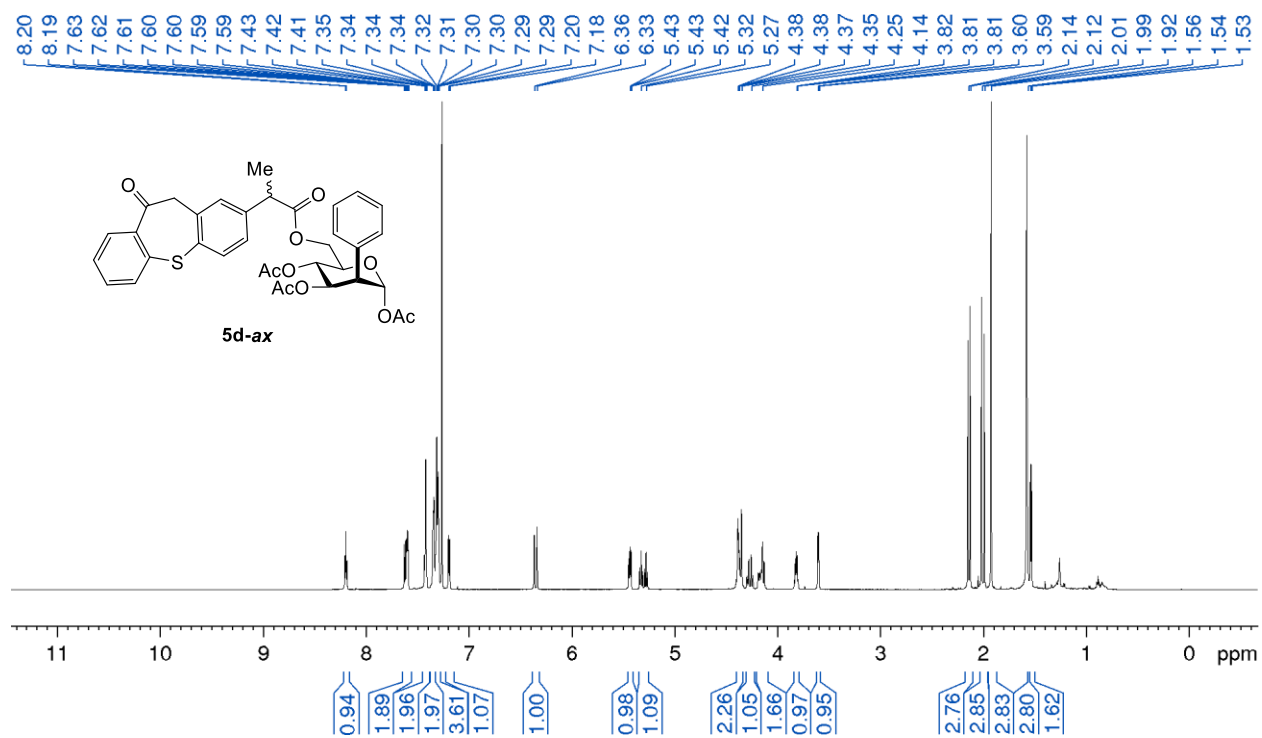 8.20 8.19 7.63 7.62 7.61 7.60 7.60 7.59 7.59 7.43 7.42 7.41 7.35 7.34 7.34 7.34 7.32 7.31 7.30 7.30 7.29 7.29 7.20 7.18 6.36 6.33 5.43 5.43 5.42 5.32 5.27 4.38 4.38 4.37 4.35 4.25 4.14 3.82 3.81 3.81 3.60 3.59 2.14 2.12 2.01 1.99 1.92 1.56 1.54 1.53
Me
O
O
O
O
S
AcO
AcO
OAc
5d-ax
11 10 9 8 7 6 5 4 3 2 1 0 ppm
0.94 1.89 1.96 1.97 3.61 1.07 1.00 0.98 1.09 2.26 1.05 1.66 0.97 0.95 2.76 2.85 2.83 2.80 1.62